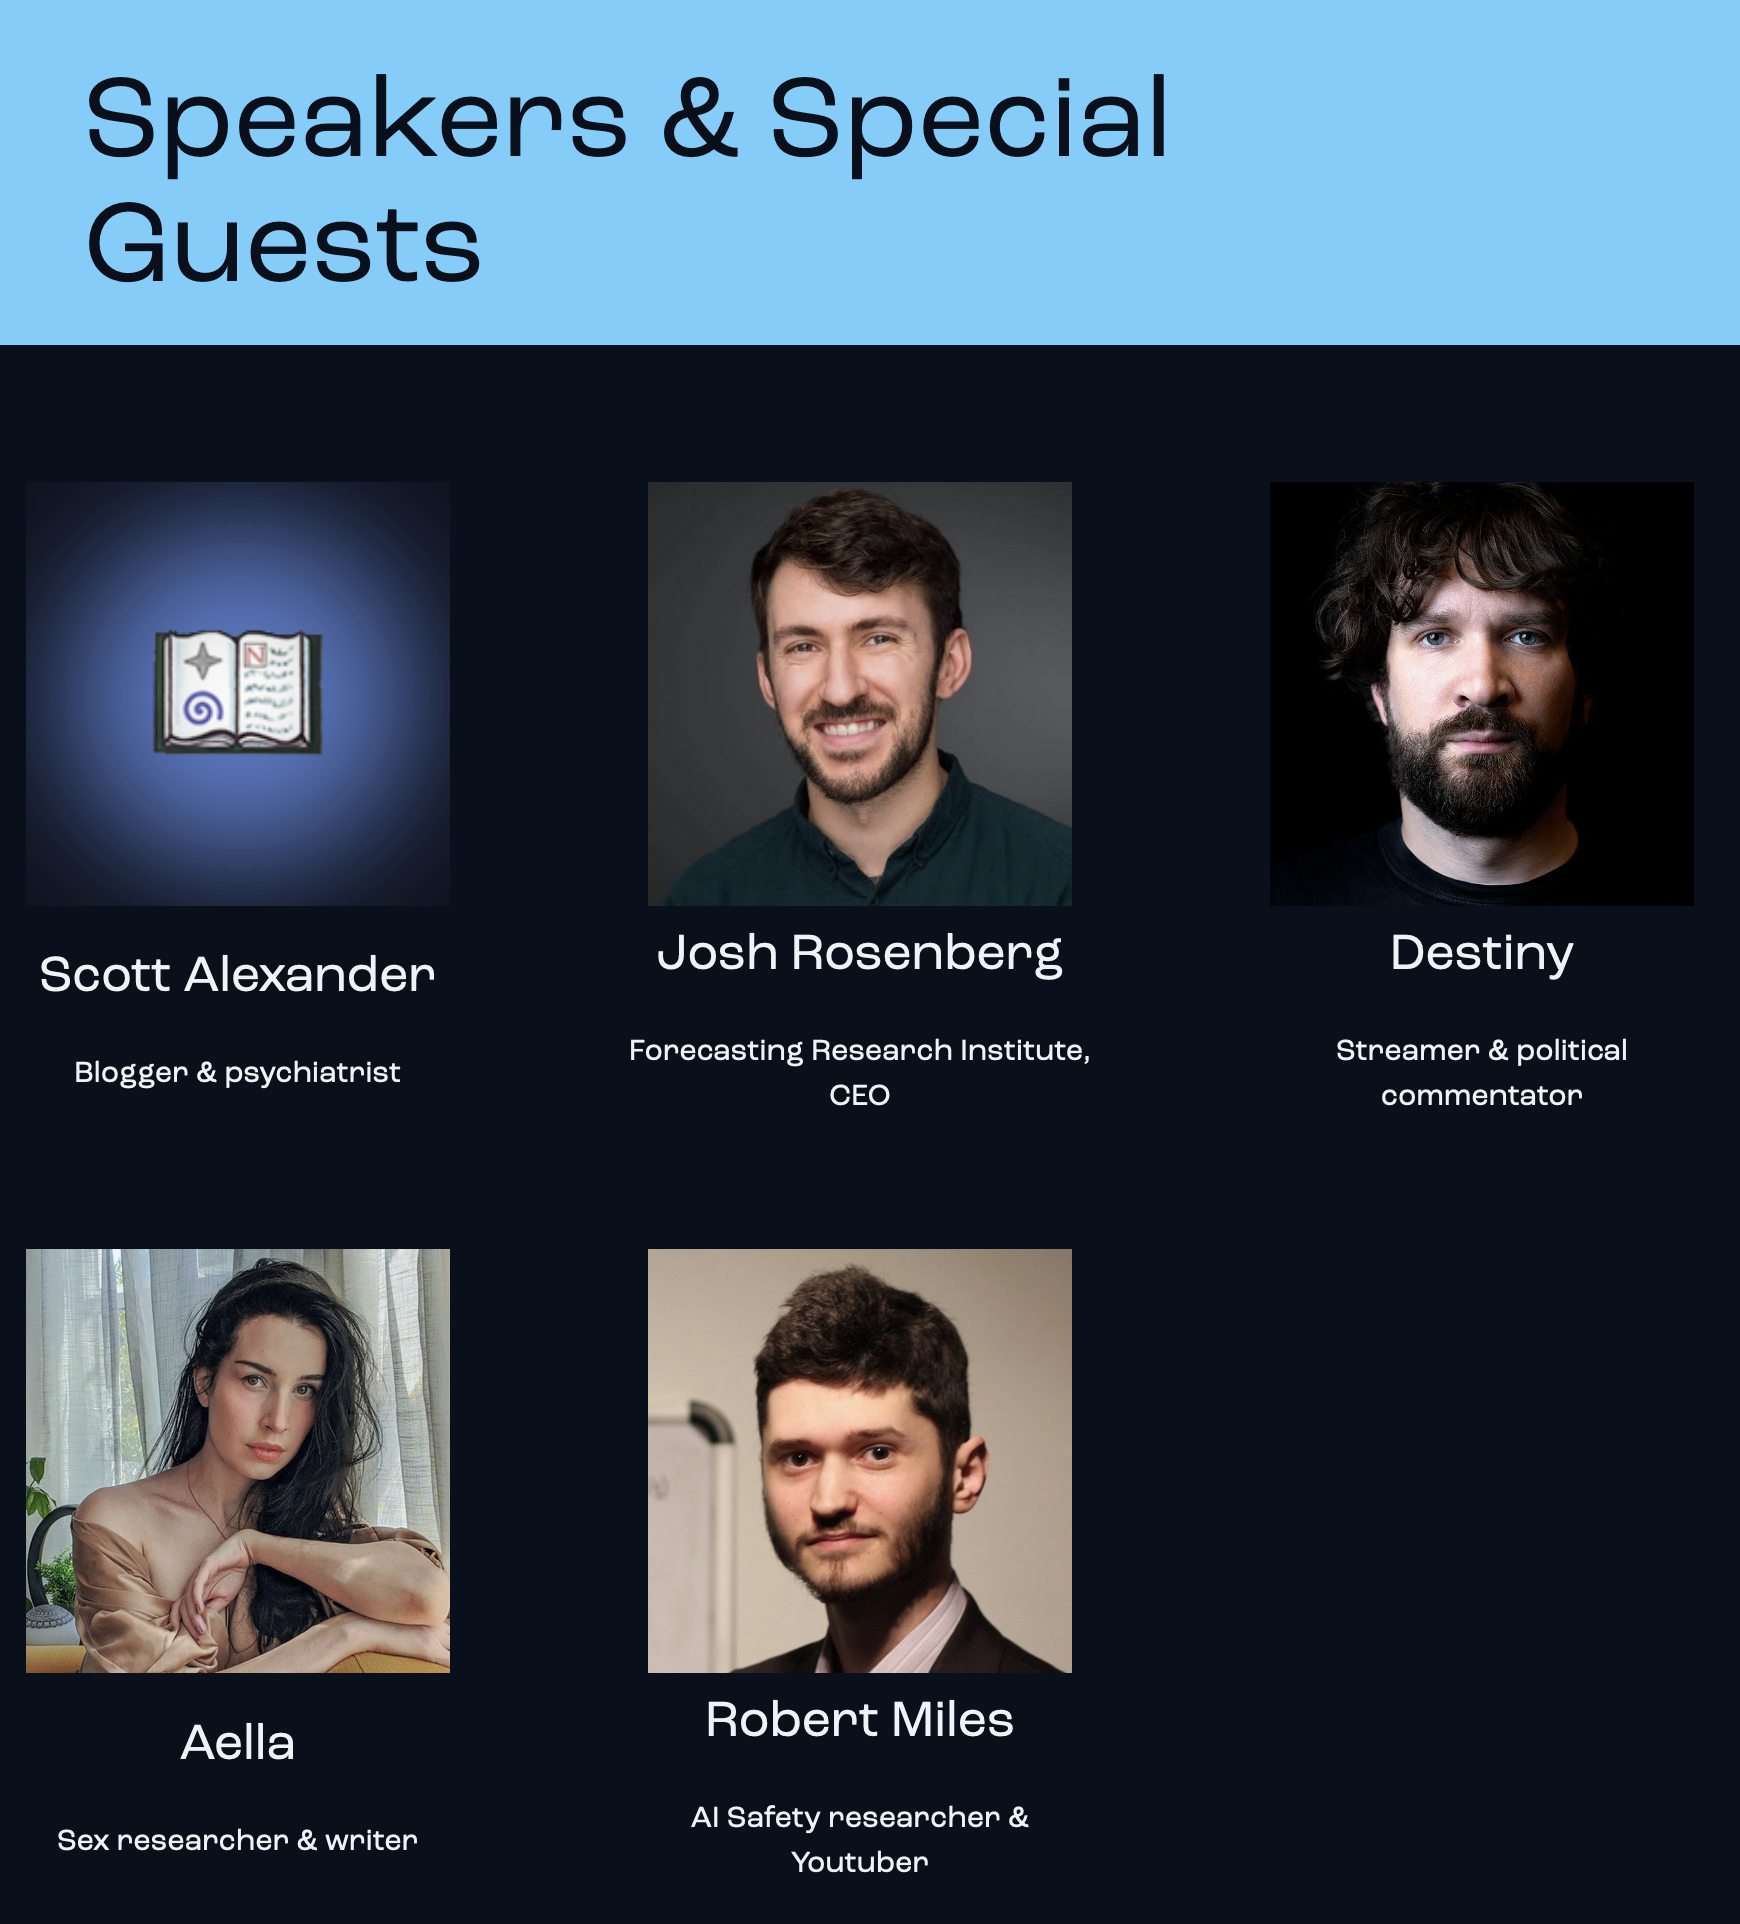 Speakers & Special
Guests
N
Scott Alexander
Blogger & psychiatrist
Josh Rosenberg
Forecasting Research Institute,
CEO
Destiny
Streamer & political
commentator
Aella
Sex researcher & writer
Robert Miles
AI Safety researcher &
Youtuber